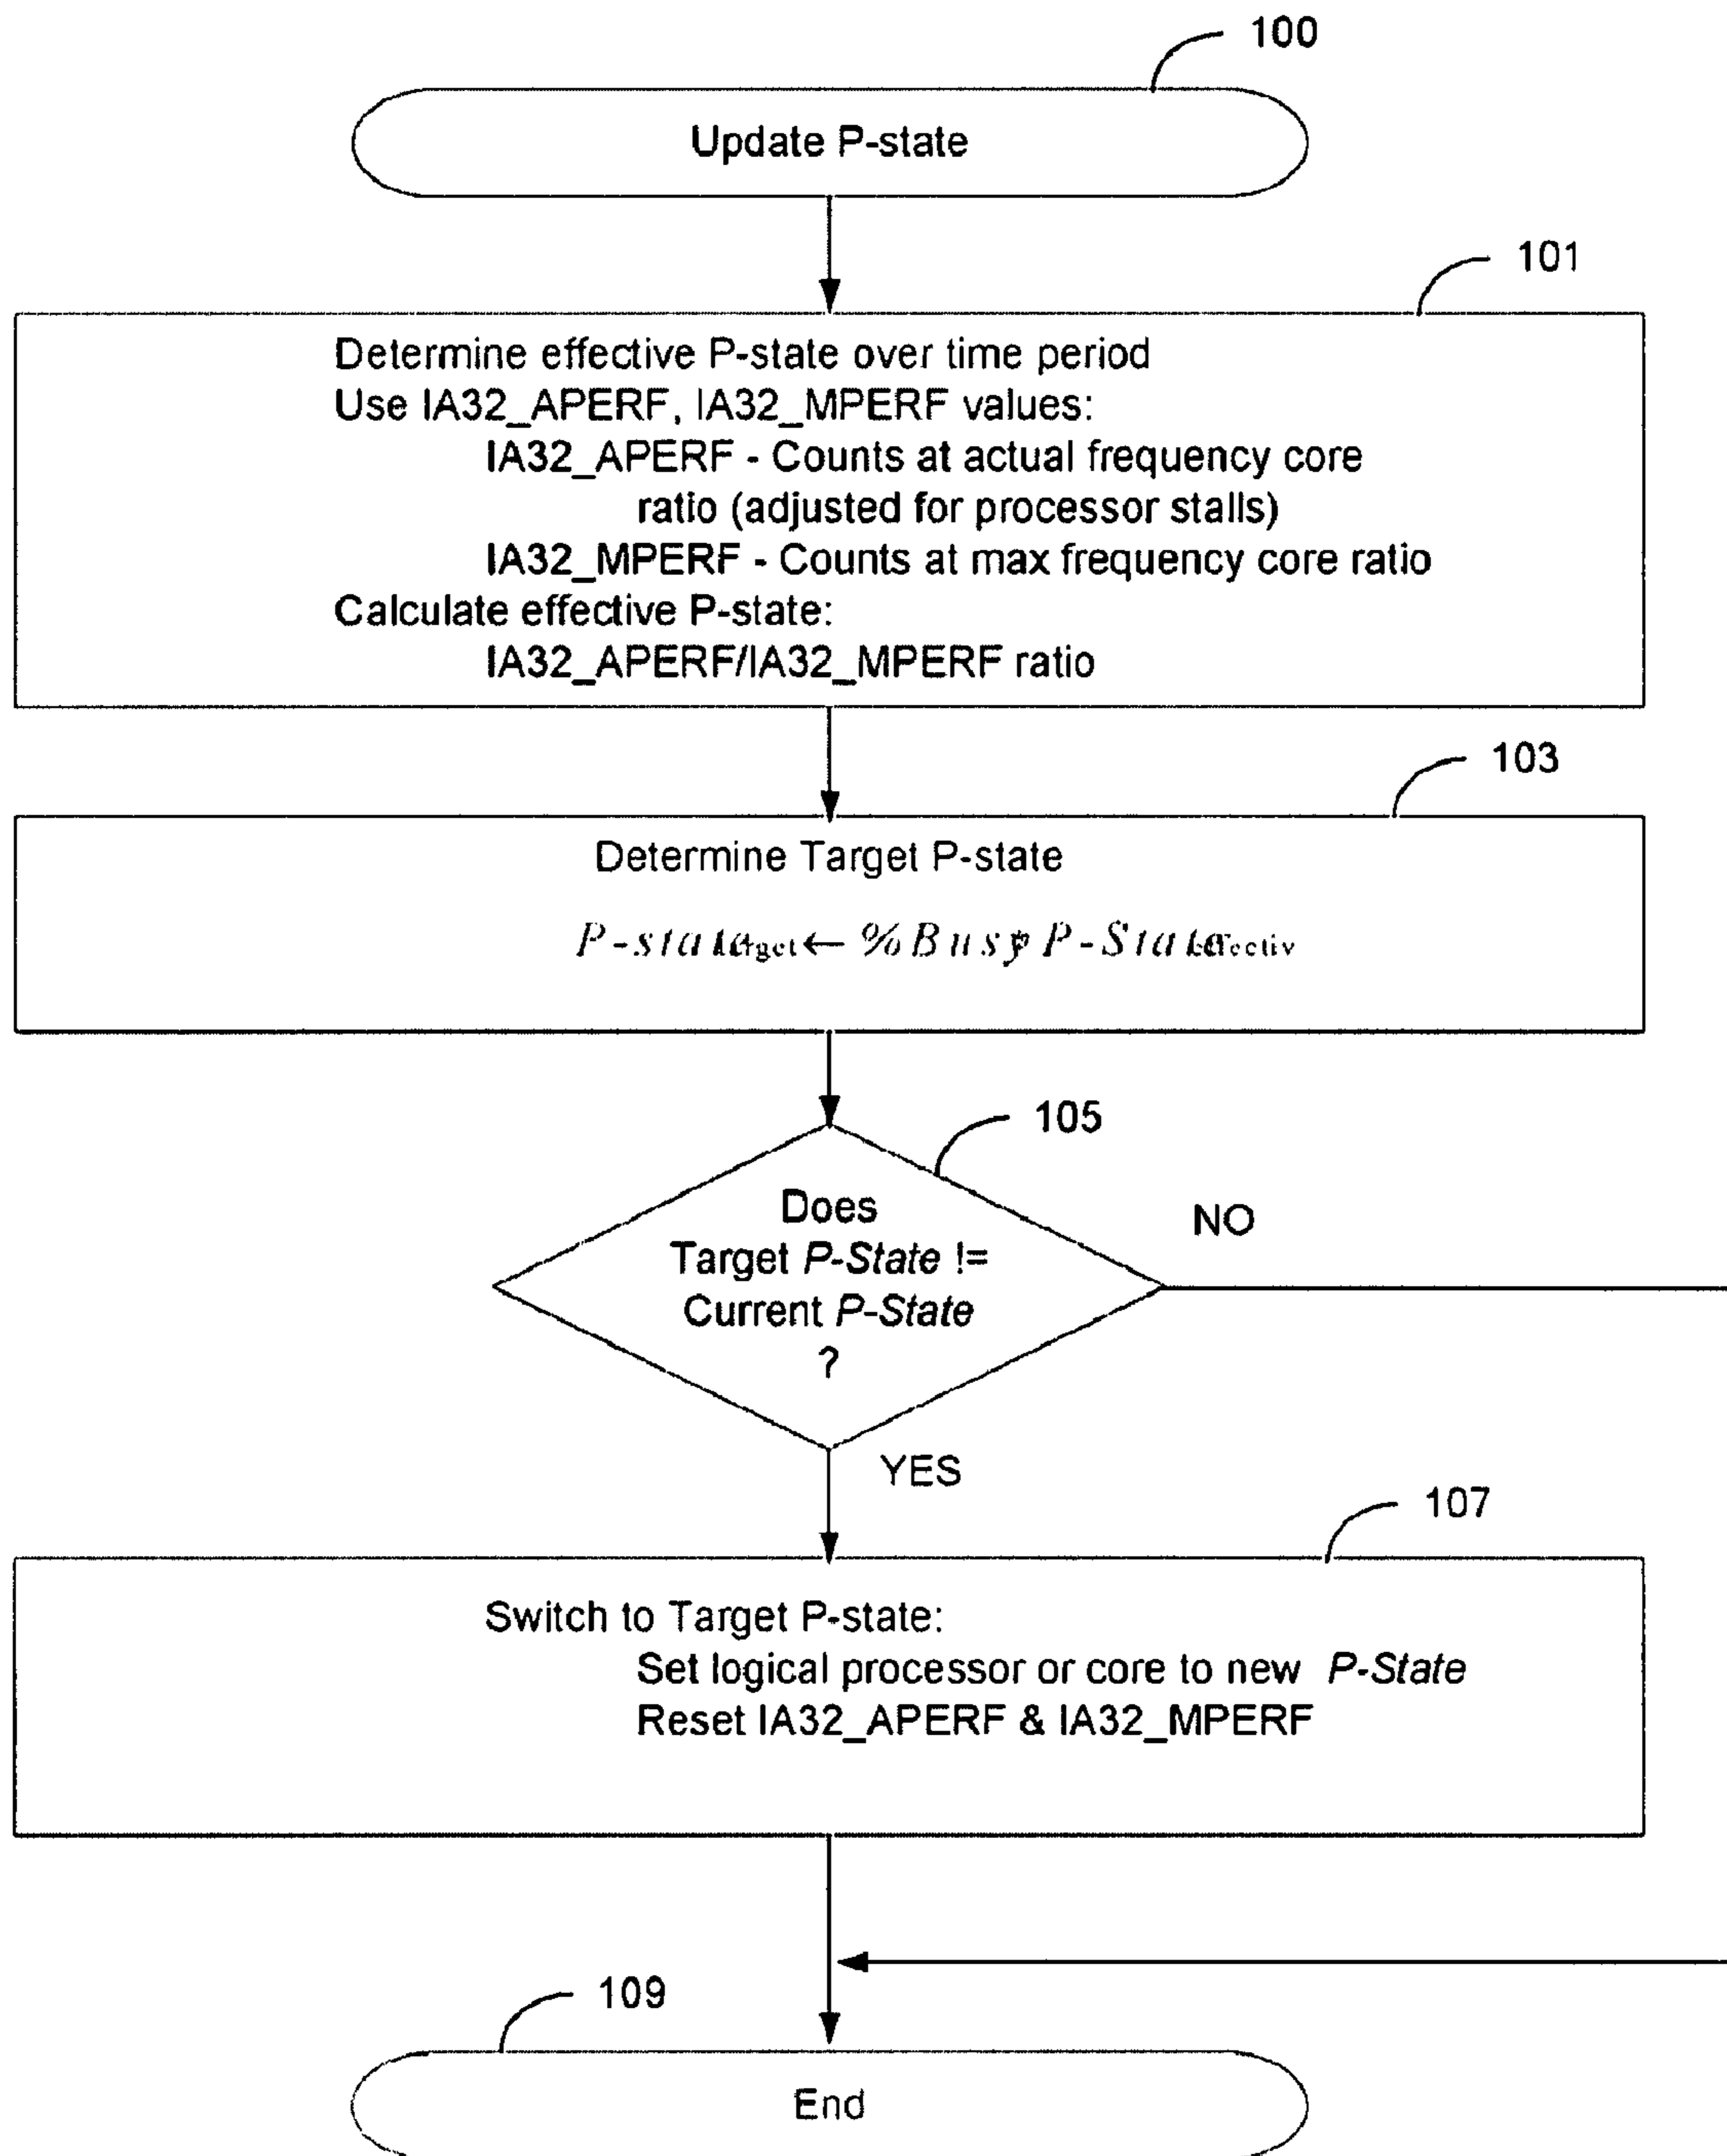 100
Update P-state
101
Determine effective P-state over time period
Use IA32_APERF, IA32_MPERF values:
IA32_APERF - Counts at actual frequency core
ratio (adjusted for processor stalls)
IA32_MPERF - Counts at max frequency core ratio
Calculate effective P-state:
IA32_APERF/IA32_MPERF ratio
103
Determine Target P-state
← %Busy
105
Does
Target P-State !=
Current P-State
?
NO
YES
107
Switch to Target P-state:
Set logical processor or core to new P-State
Reset IA32_APERF & IA32_MPERF
109
End